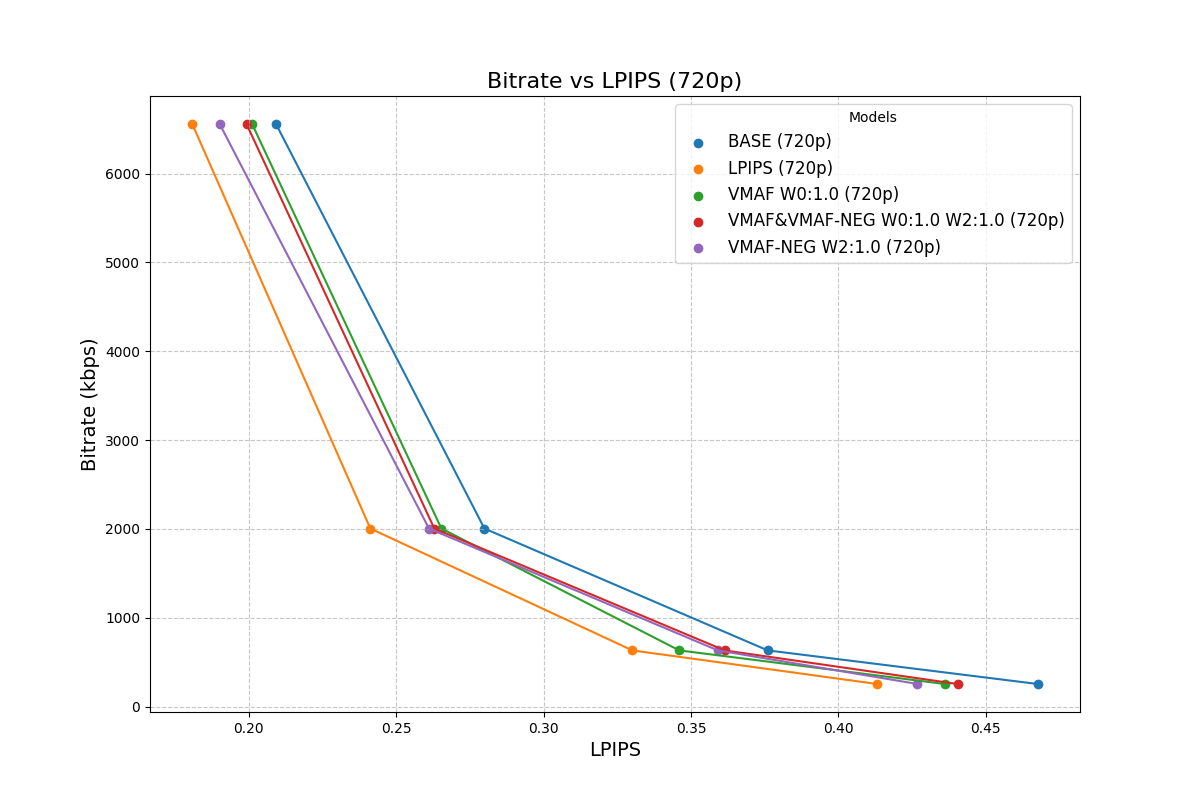 Bitrate vs LPIPS (720p)
Models
BASE (720p)
LPIPS (720p)
VMAF W0:1.0 (720p)
VMAF&VMAF-NEG W0:1.0 W2:1.0 (720p)
VMAF-NEG W2:1.0 (720p)
Bitrate (kbps)
6000
5000
4000
3000
2000
1000
0
0.20 0.25 0.30 0.35 0.40 0.45
LPIPS